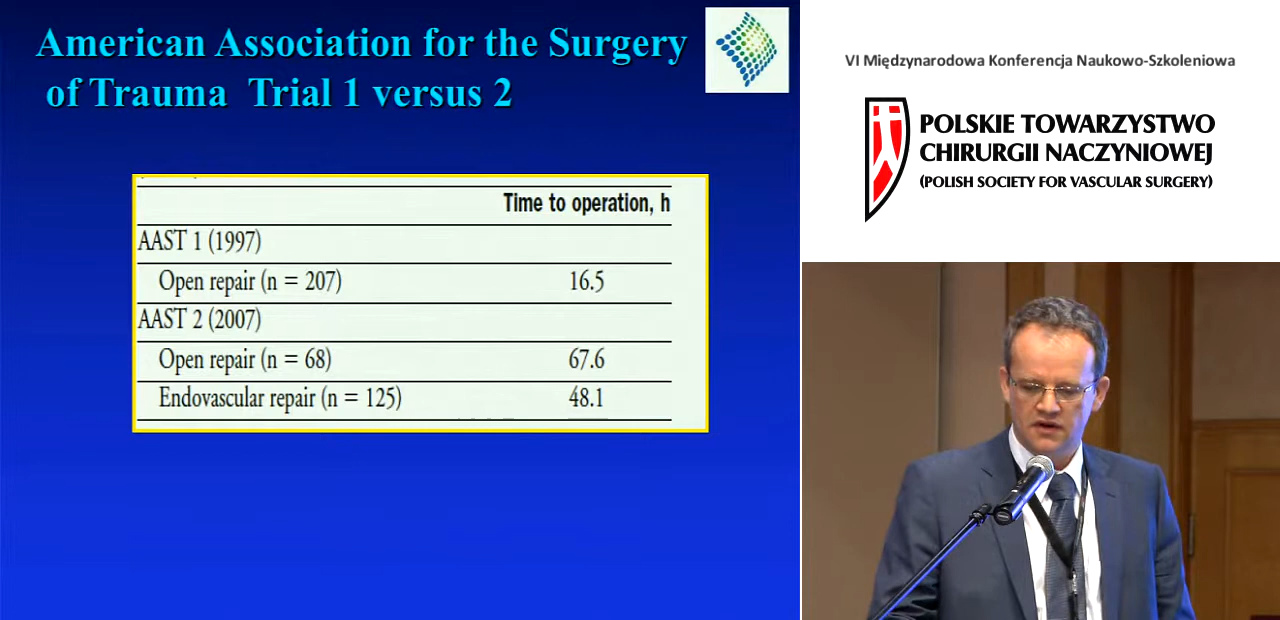 American Association for the Surgery
of Trauma Trial 1 versus 2
Time to operation, h
AAST 1 (1997)
Open repair (n = 207) 16.5
AAST 2 (2007)
Open repair (n = 68) 67.6
Endovascular repair (n = 125) 48.1
VI Międzynarodowa Konferencja Naukowo-Szkoleniowa
POLSKIE TOWARZYSTWO
CHIRURGII NACZYNIOWEJ
(POLISH SOCIETY FOR VASCULAR SURGERY)